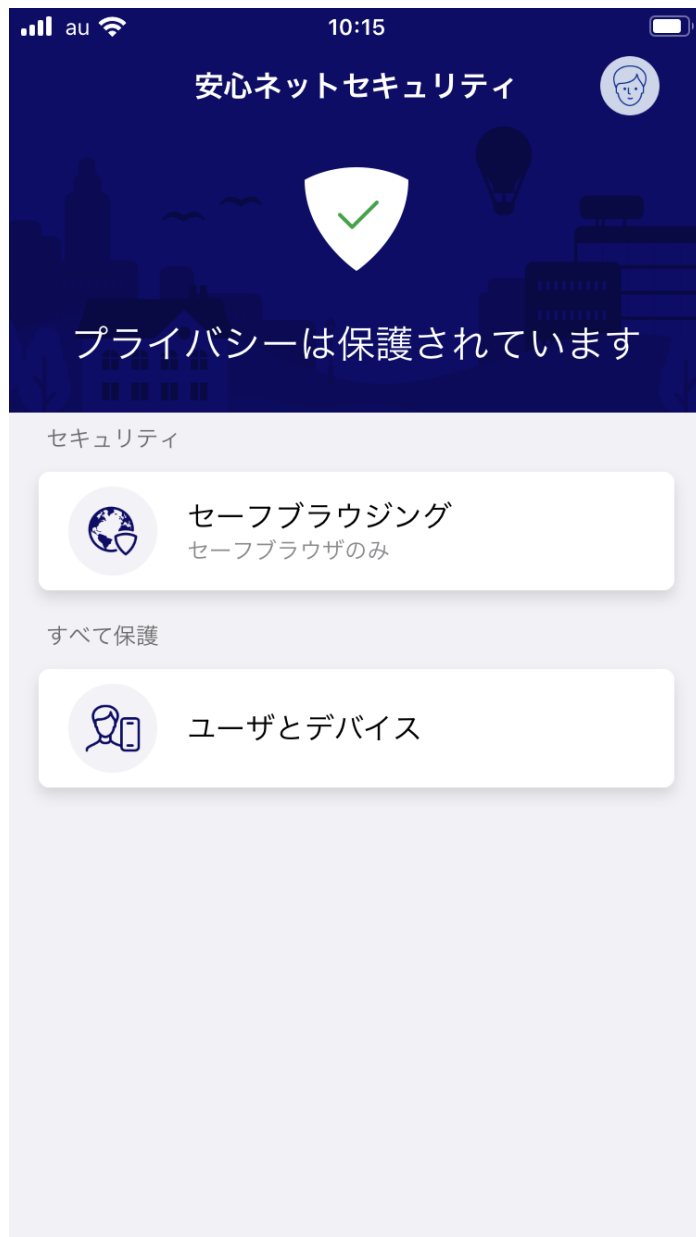 au 10:15
安心ネットセキュリティ
プライバシーは保護されています
セキュリティ
セーフブラウジング
セーフブラウザのみ
すべて保護
ユーザとデバイス